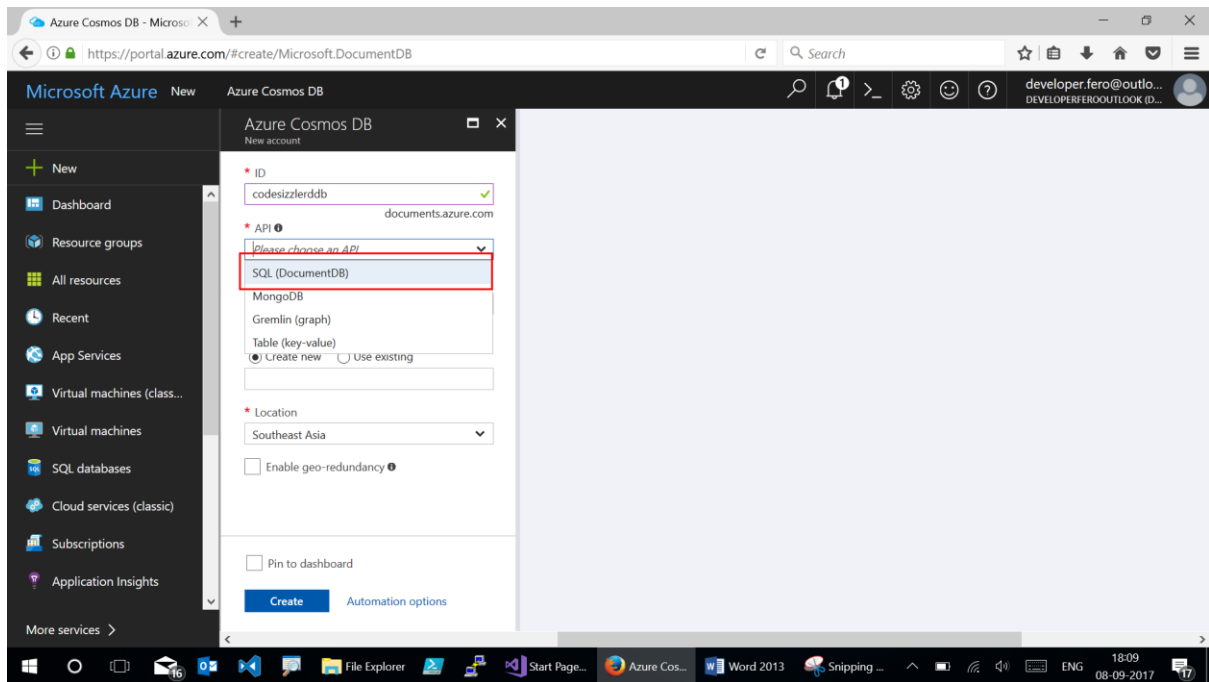 Azure Cosmos DB - Microso
https://portal.azure.com/#create/Microsoft.DocumentDB
Search
Microsoft Azure New Azure Cosmos DB
1
developer.fero@outlo...
DEVELOPERFEROOUTLOOK (D...
Azure Cosmos DB
New account
New
Dashboard
Resource groups
All resources
Recent
App Services
Virtual machines (class...
Virtual machines
SQL databases
Cloud services (classic)
Subscriptions
Application Insights
More services >
* ID
codesizzlerddb
documents.azure.com
* API
Please choose an API
SQL (DocumentDB)
MongoDB
Gremlin (graph)
Table (key-value)
Create new Use existing
* Location
Southeast Asia
Enable geo-redundancy
Pin to dashboard
Create Automation options
16
File Explorer
Start Page...
Azure Cos...
Word 2013
Snipping ...
ENG
18:09
08-09-2017
17